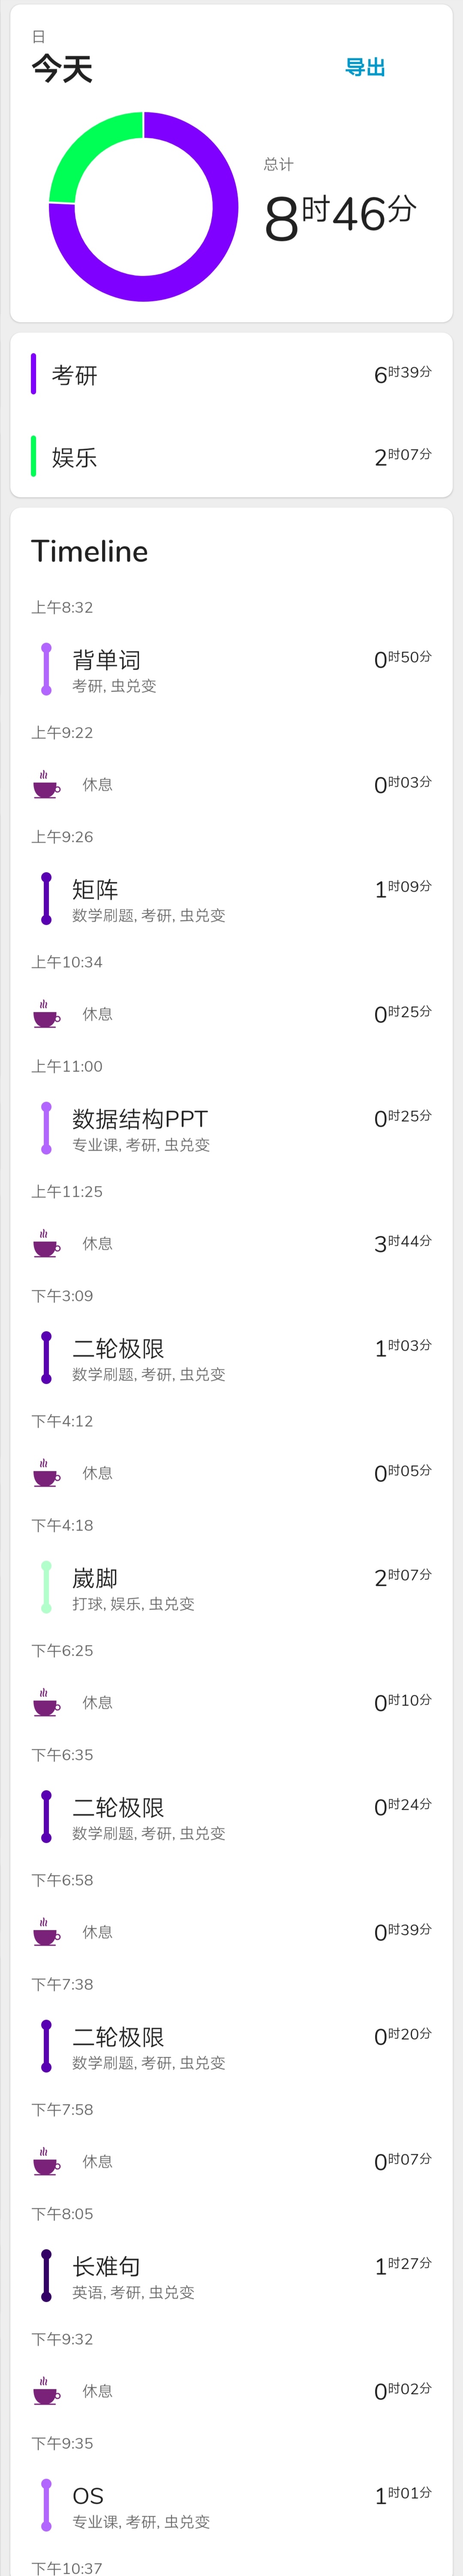 日
今天
导出
总计
8时46分
考研
6时39分
娱乐
2时07分
Timeline
上午8:32
背单词
0时50分
考研, 虫兑变
上午9:22
休息
0时03分
上午9:26
矩阵
1时09分
数学刷题, 考研, 虫兑变
上午10:34
休息
0时25分
上午11:00
数据结构PPT
0时25分
专业课, 考研, 虫兑变
上午11:25
休息
3时44分
下午3:09
二轮极限
1时03分
数学刷题, 考研, 虫兑变
下午4:12
休息
0时05分
下午4:18
崴脚
2时07分
打球, 娱乐, 虫兑变
下午6:25
休息
0时10分
下午6:35
二轮极限
0时24分
数学刷题, 考研, 虫兑变
下午6:58
休息
0时39分
下午7:38
二轮极限
0时20分
数学刷题, 考研, 虫兑变
下午7:58
休息
0时07分
下午8:05
长难句
1时27分
英语, 考研, 虫兑变
下午9:32
休息
0时02分
下午9:35
OS
1时01分
专业课, 考研, 虫兑变
下午10:37